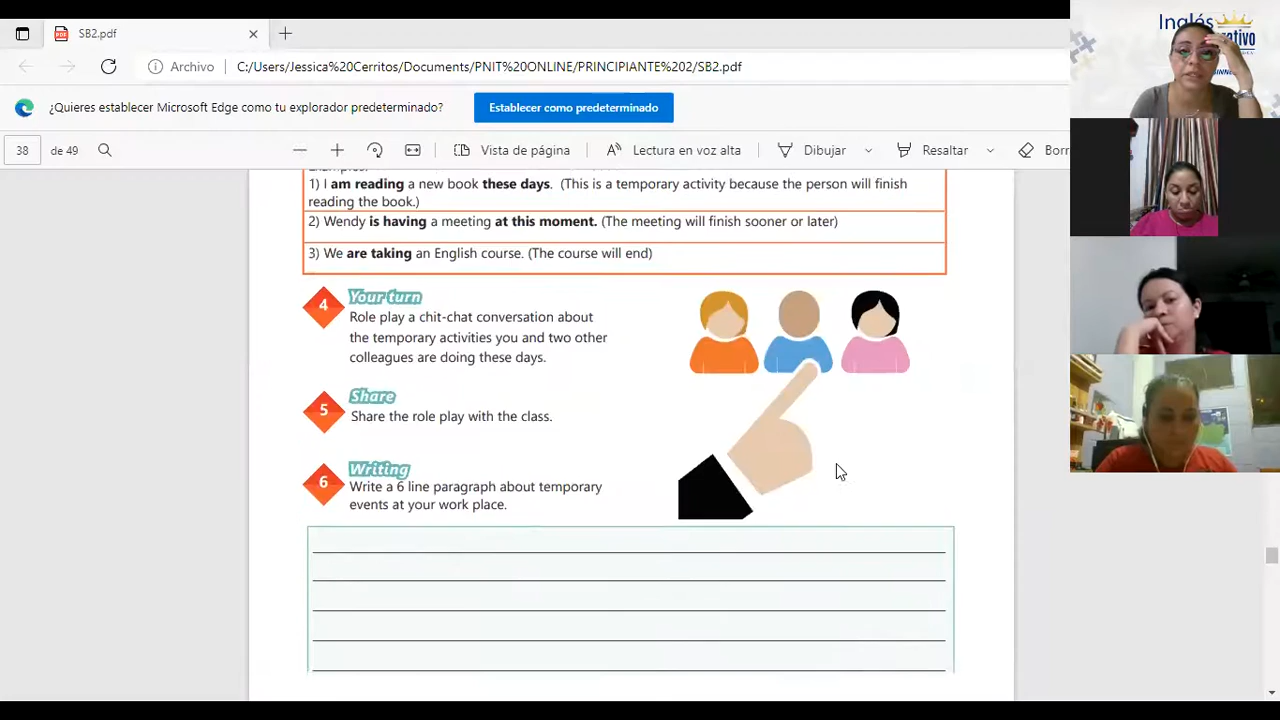 SB2.pdf
Inglés
Archivo
C:/Users/Jessica%20Cerritos/Documents/PNIT%20ONLINE/PRINCIPIANTE%202/SB2.pdf
¿Quieres establecer Microsoft Edge como tu explorador predeterminado?
Establecer como predeterminado
38
de 49
Vista de página
Lectura en voz alta
Dibujar
Resaltar
Borr
1) I am reading a new book these days. (This is a temporary activity because the person will finish
reading the book.)
2) Wendy is having a meeting at this moment. (The meeting will finish sooner or later)
3) We are taking an English course. (The course will end)
4
Your turn
Role play a chit-chat conversation about
the temporary activities you and two other
colleagues are doing these days.
5
Share
Share the role play with the class.
6
Writing
Write a 6 line paragraph about temporary
events at your work place.